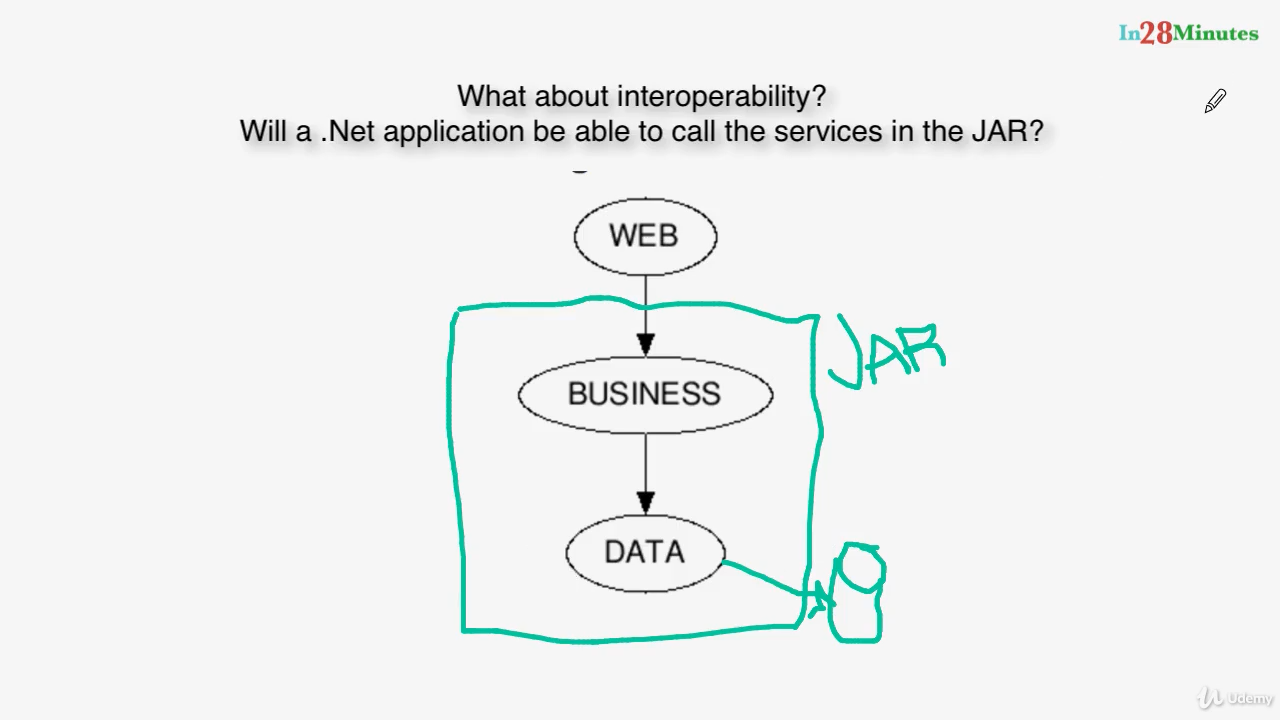 In28Minutes
What about interoperability?
Will a .Net application be able to call the services in the JAR?
WEB
BUSINESS
JAR
DATA
Udemy